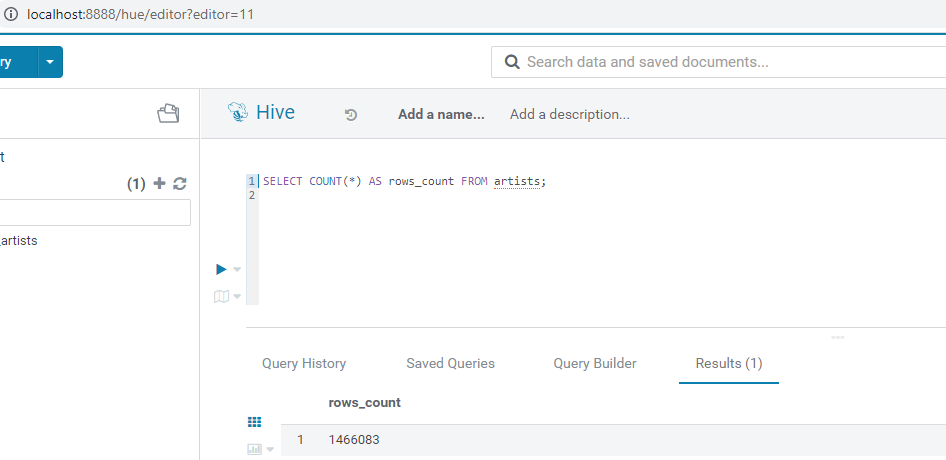 localhost:8888/hue/editor?editor=11
ry
Search data and saved documents...
Hive
Add a name...
Add a description...
t
(1)
artists
1 SELECT COUNT(*) AS rows_count FROM artists;
2
Query History
Saved Queries
Query Builder
Results (1)
rows_count
1 1466083